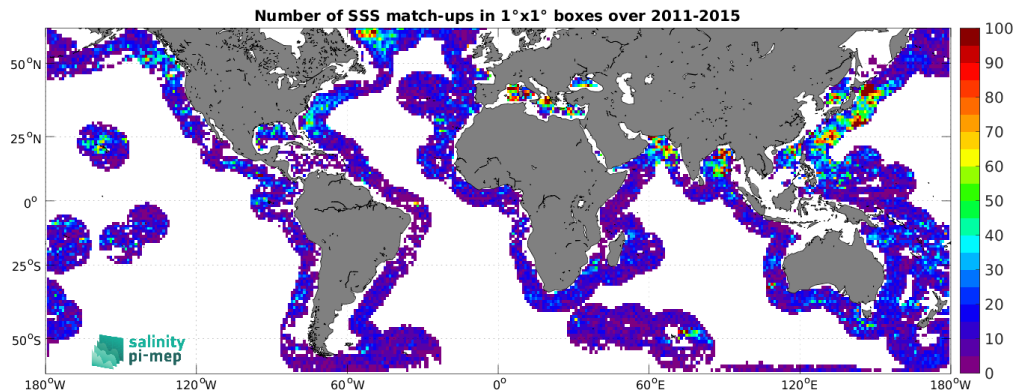 Number of SSS match-ups in 1°x1° boxes over 2011-2015
100
90
80
70
60
50
40
30
20
10
0
50°N
25°N
0°
25°S
50°S
salinity
pi-mep
180°W 120°W 60°W 0° 60°E 120°E 180°W